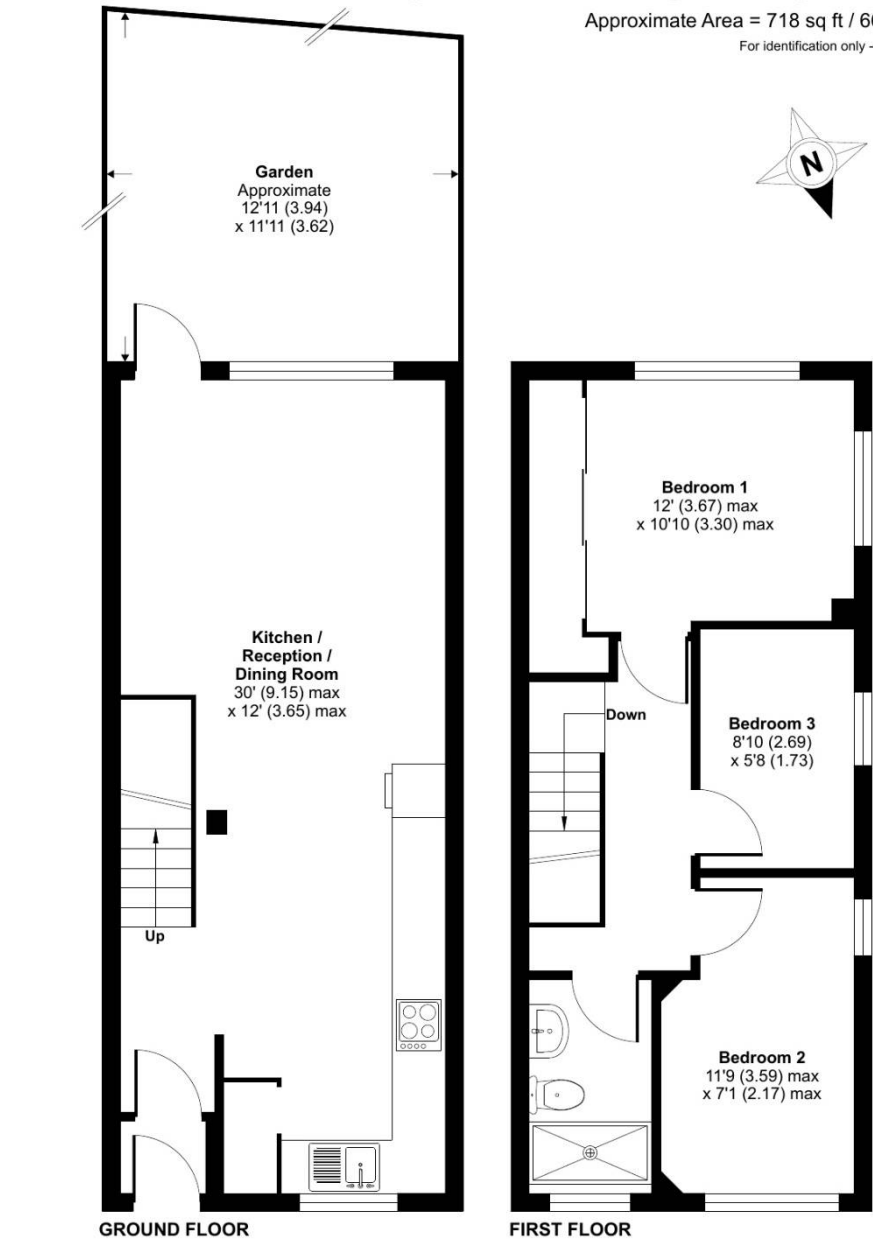 Approximate Area = 718 sq ft /
For identification only -
N
Garden
Approximate
12'11 (3.94)
x 11'11 (3.62)
Kitchen /
Reception /
Dining Room
30' (9.15) max
x 12' (3.65) max
Up
GROUND FLOOR
Bedroom 1
12' (3.67) max
x 10'10 (3.30) max
Down
Bedroom 3
8'10 (2.69)
x 5'8 (1.73)
Bedroom 2
11'9 (3.59) max
x 7'1 (2.17) max
FIRST FLOOR